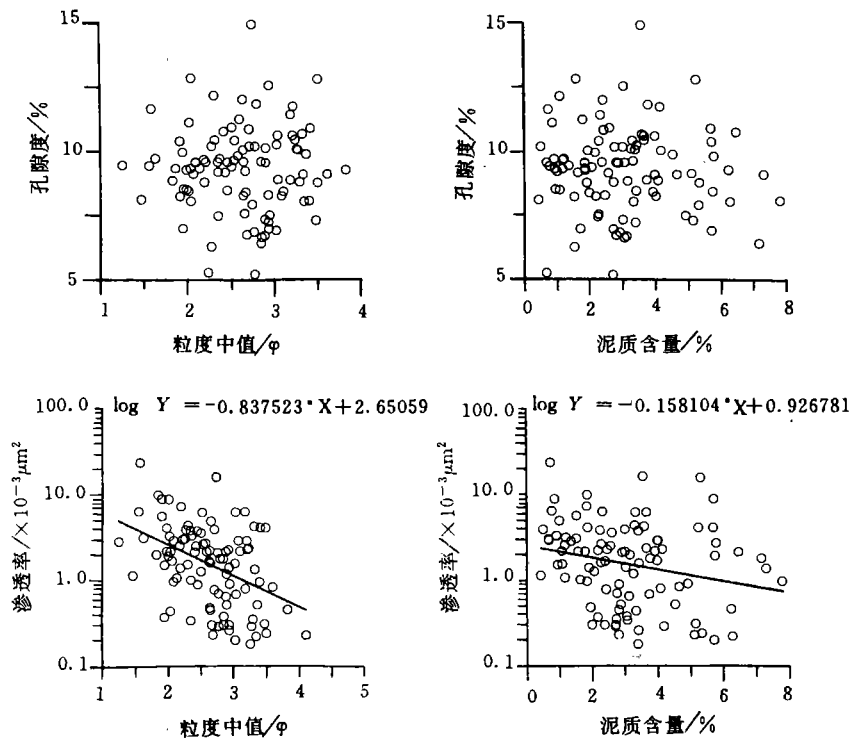 15
10
5
孔隙度/%
1 2 3 4
粒度中值/φ
15
10
5
孔隙度/%
0 2 4 6 8
泥质含量/%
log Y =-0.837523*X+2.65059
100.0
10.0
1.0
0.1
渗透率/×10⁻³μm²
1 2 3 4 5
粒度中值/φ
log Y =-0.158104*X+0.926781
100.0
10.0
1.0
0.1
渗透率/×10⁻³μm²
0 2 4 6 8
泥质含量/%